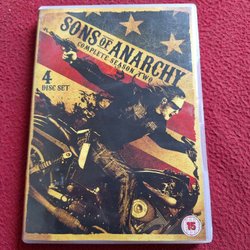 SONS OF ANARCHY
COMPLETE SEASON TWO
4
DISC SET
15